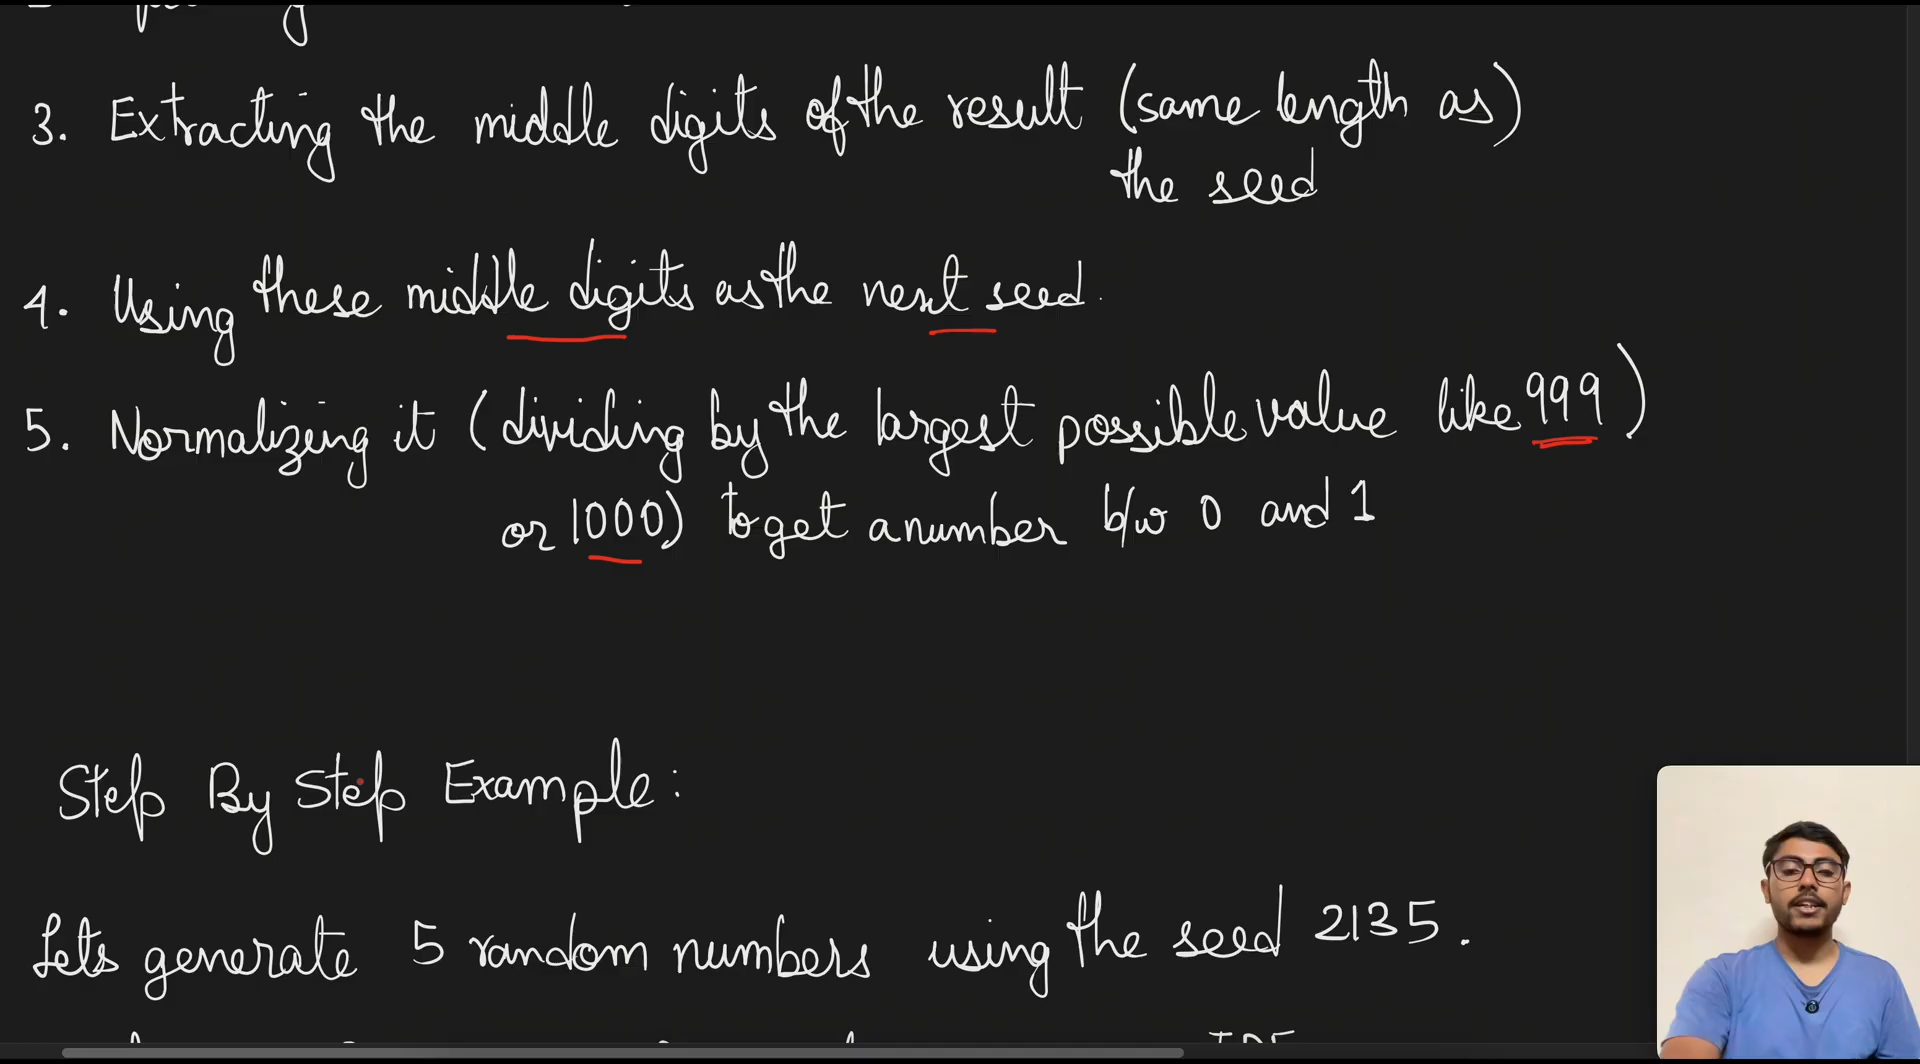 3. Extracting the middle digits of the result (same length as)
the seed
4. Using these middle digits as the next seed.
5. Normalizing it (dividing by the largest possible value like 999)
or 1000) to get a number b/w 0 and 1
Step By Step Example:
Lets generate 5 random numbers using the seed 2135.